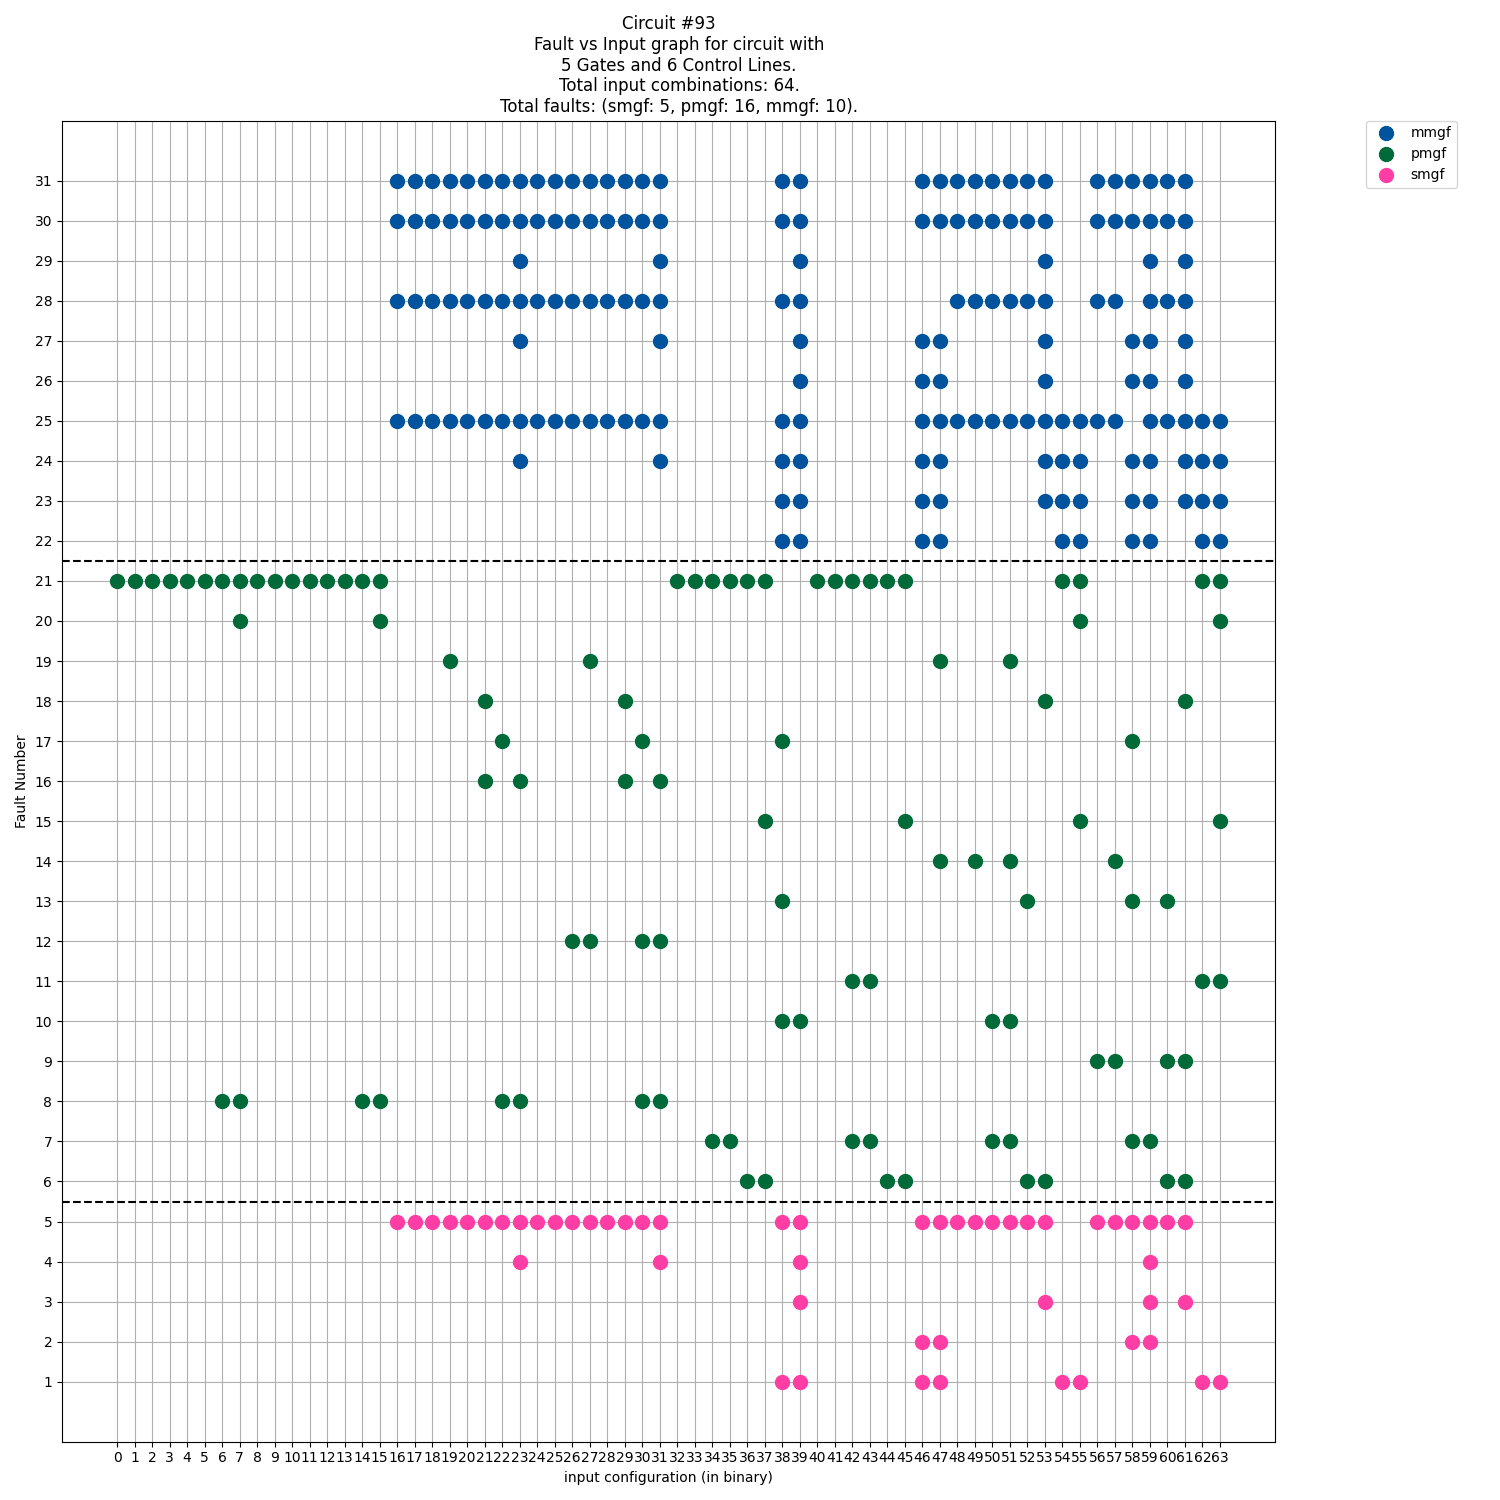 Circuit #93
Fault vs Input graph for circuit with
5 Gates and 6 Control Lines.
Total input combinations: 64.
Total faults: (smgf: 5, pmgf: 16, mmgf: 10).
mmgf
pmgf
smgf
31
30
29
28
27
26
25
24
23
22
21
20
19
18
17
16
15
14
13
12
11
10
9
8
7
6
5
4
3
2
1
Fault Number
0 1 2 3 4 5 6 7 8 9 10 11 12 13 14 15 16 17 18 19 20 21 22 23 24 25 26 27 28 29 30 31 32 33 34 35 36 37 38 39 40 41 42 43 44 45 46 47 48 49 50 51 52 53 54 55 56 57 58 59 60 61 62 63
input configuration (in binary)